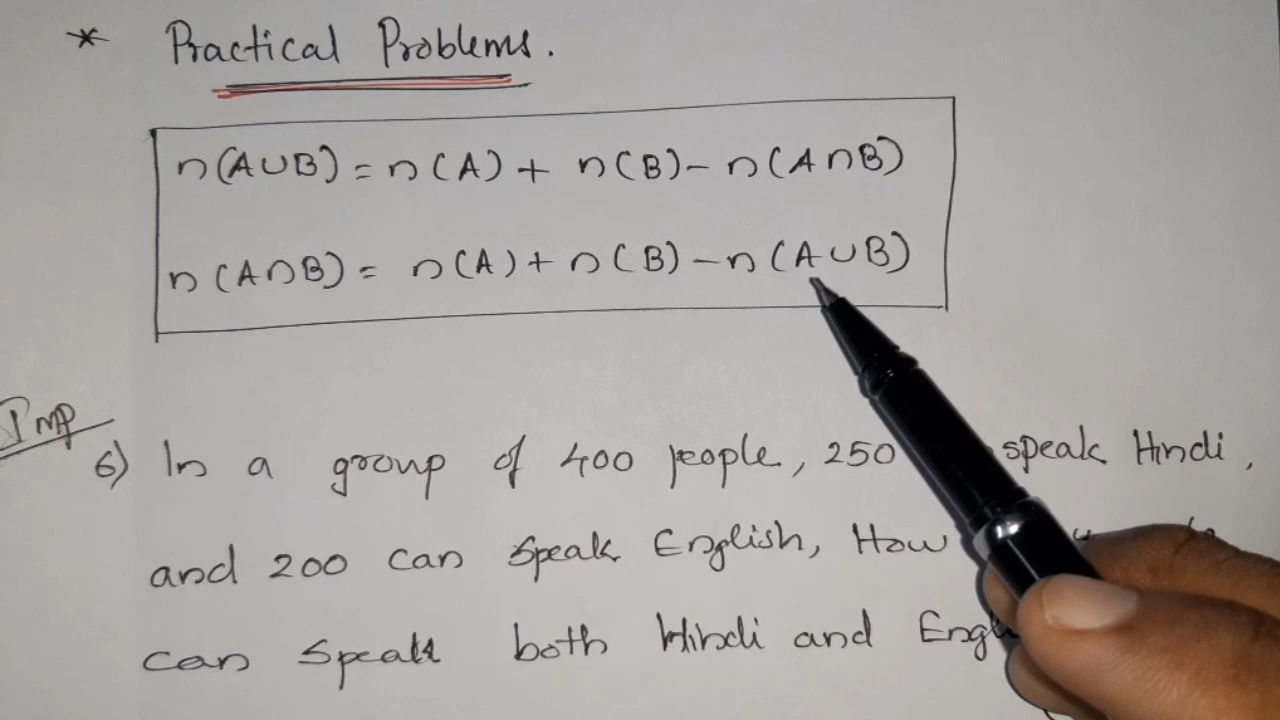 * Practical Problems.
n(A∪B) = n(A) + n(B) - n(A∩B)
n(A∩B) = n(A) + n(B) - n(A∪B)
Imp
6) In a group of 400 people, 250 speak Hindi,
and 200 can speak English, How
can speak both Hindi and